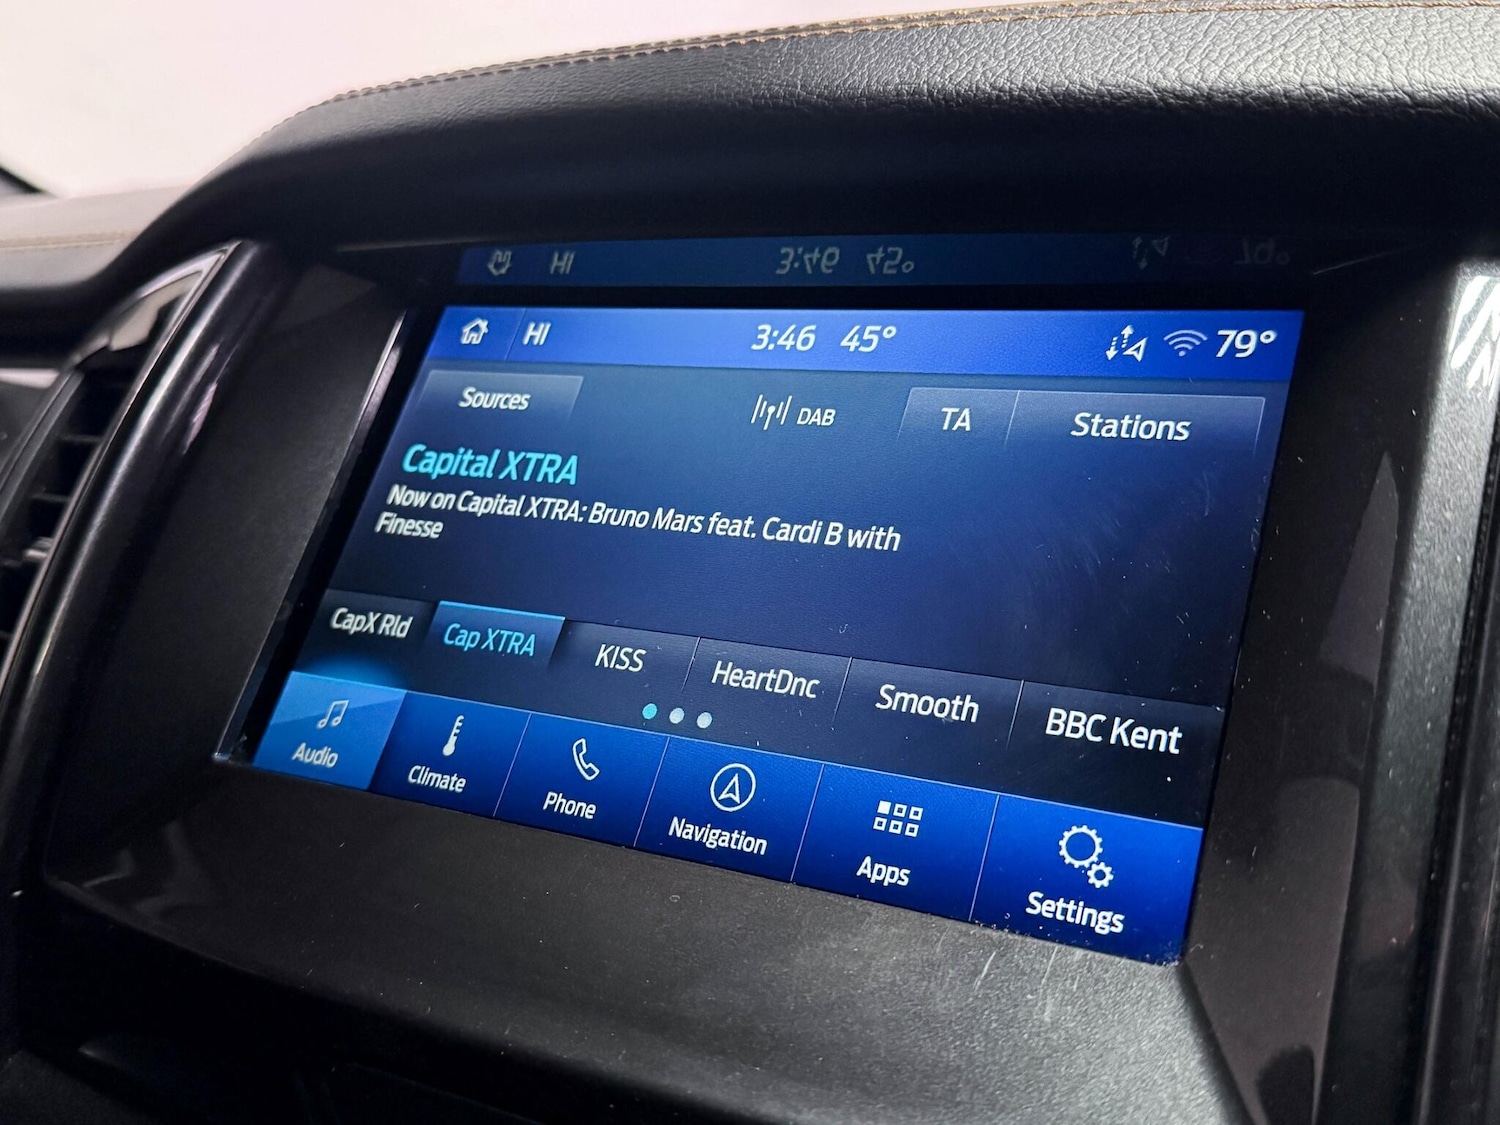 HI 3:46 45° 79°
Sources DAB TA Stations
Capital XTRA
Now on Capital XTRA: Bruno Mars feat. Cardi B with
Finesse
CapX Rld Cap XTRA KISS HeartDnc Smooth BBC Kent
Audio Climate Phone Navigation Apps Settings